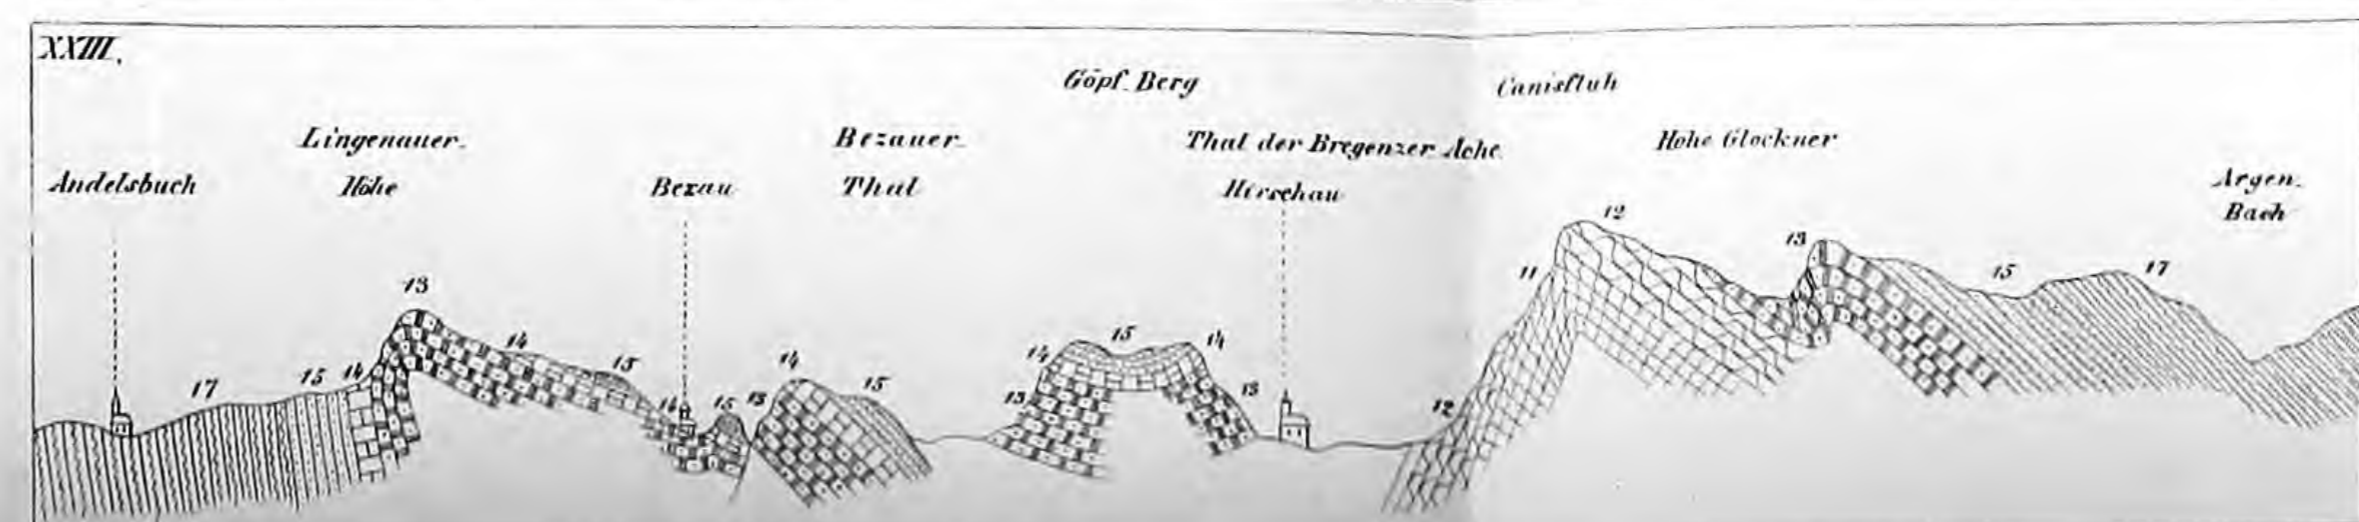 XXIII.
Göpf. Berg
Canisfluh
Lingenauer-
Höhe
Bezauer-
Thal
Thal der Bregenzer Ache
Hirschau
Hohe Glockner
Andelsbuch
Bezau
Argen-
Bach
17
15
14
13
14
15
14
15
13
14
15
13
14
15
14
13
12
11
12
13
15
17